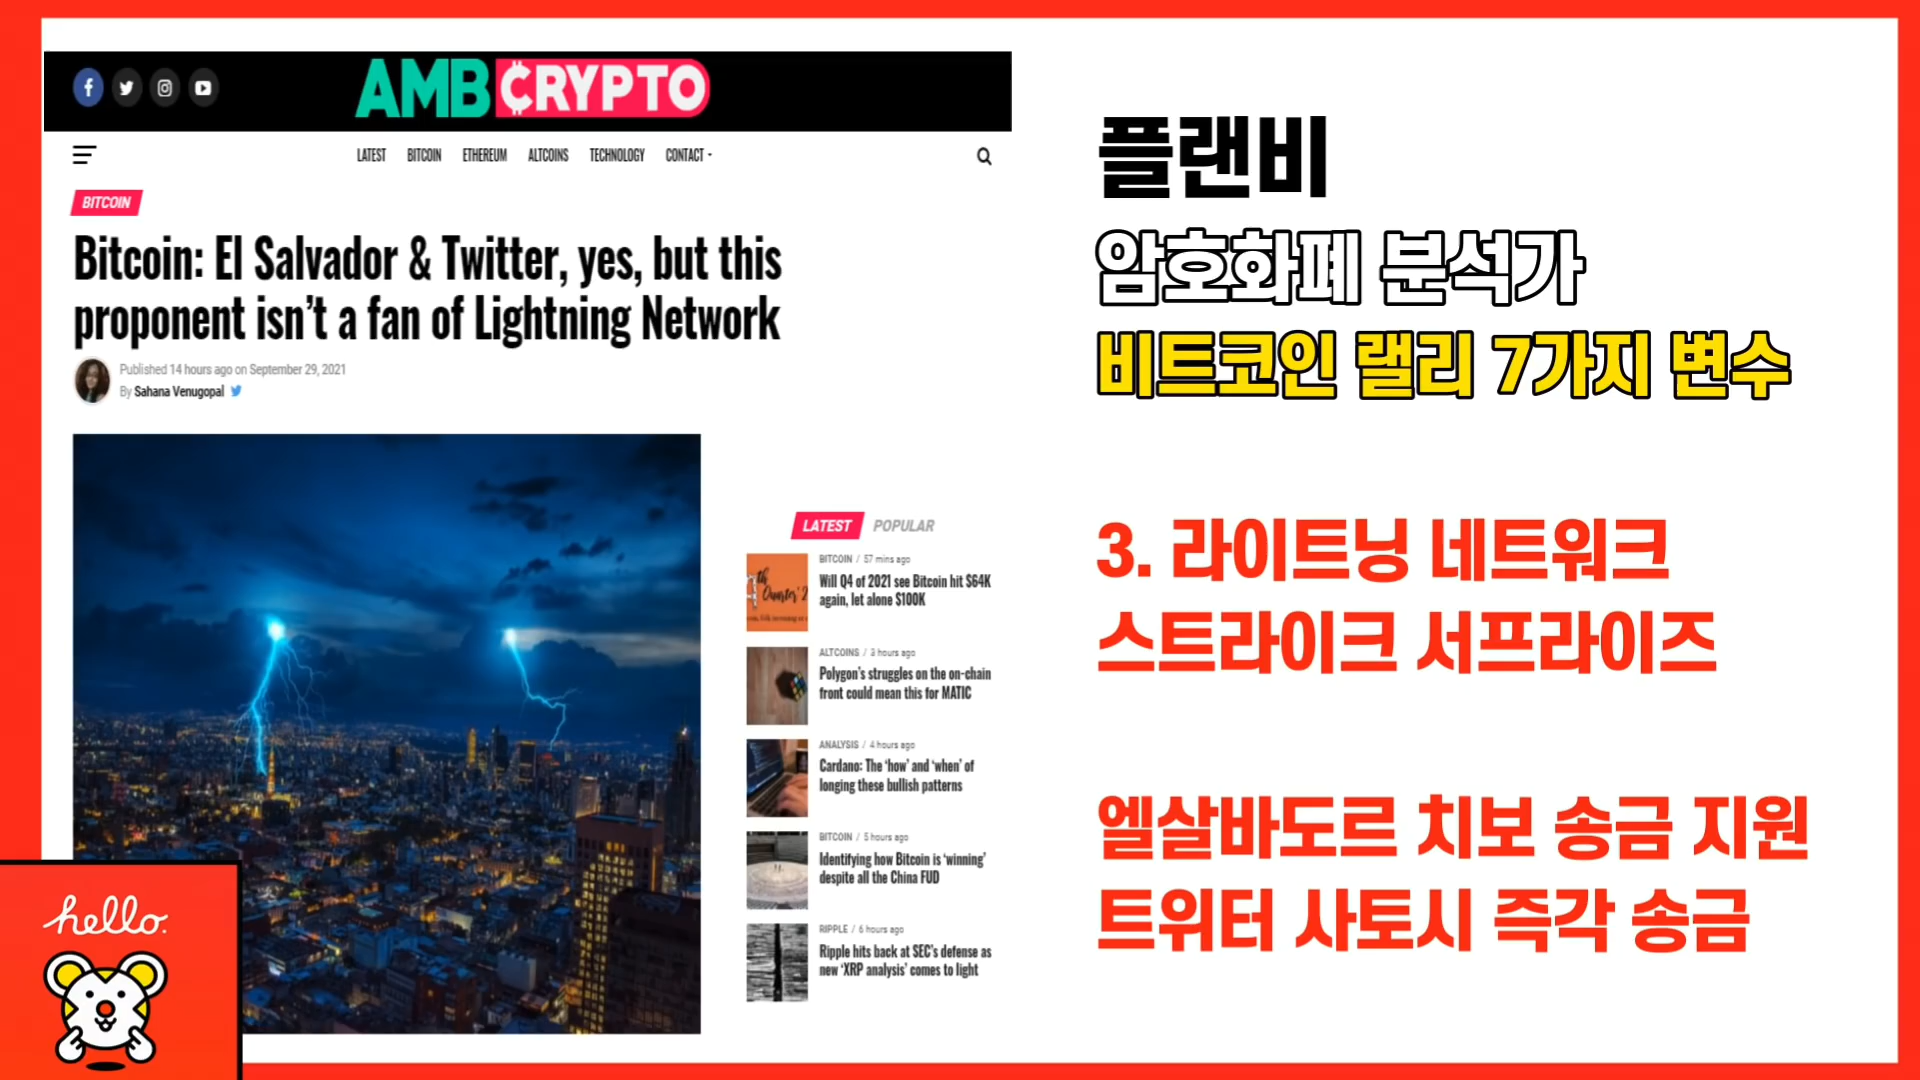 AMBCRYPTO
LATEST BITCOIN ETHEREUM ALTCOINS TECHNOLOGY CONTACT
BITCOIN
Bitcoin: El Salvador & Twitter, yes, but this
proponent isn't a fan of Lightning Network
Published 14 hours ago on September 29, 2021
By Sahana Venugopal
LATEST POPULAR
BITCOIN / 57 mins ago
Will Q4 of 2021 see Bitcoin hit $64K
again, let alone $100K
ALTCOINS / 3 hours ago
Polygon's struggles on the on-chain
front could mean this for MATIC
ANALYSIS / 4 hours ago
Cardano: The 'how' and 'when' of
longing these bullish patterns
BITCOIN / 5 hours ago
Identifying how Bitcoin is 'winning'
despite all the China FUD
RIPPLE / 6 hours ago
Ripple hits back at SEC's defense as
new 'XRP analysis' comes to light
hello.
플랜비
암호화폐 분석가
비트코인 랠리 7가지 변수
3. 라이트닝 네트워크
스트라이크 서프라이즈
엘살바도르 치보 송금 지원
트위터 사토시 즉각 송금